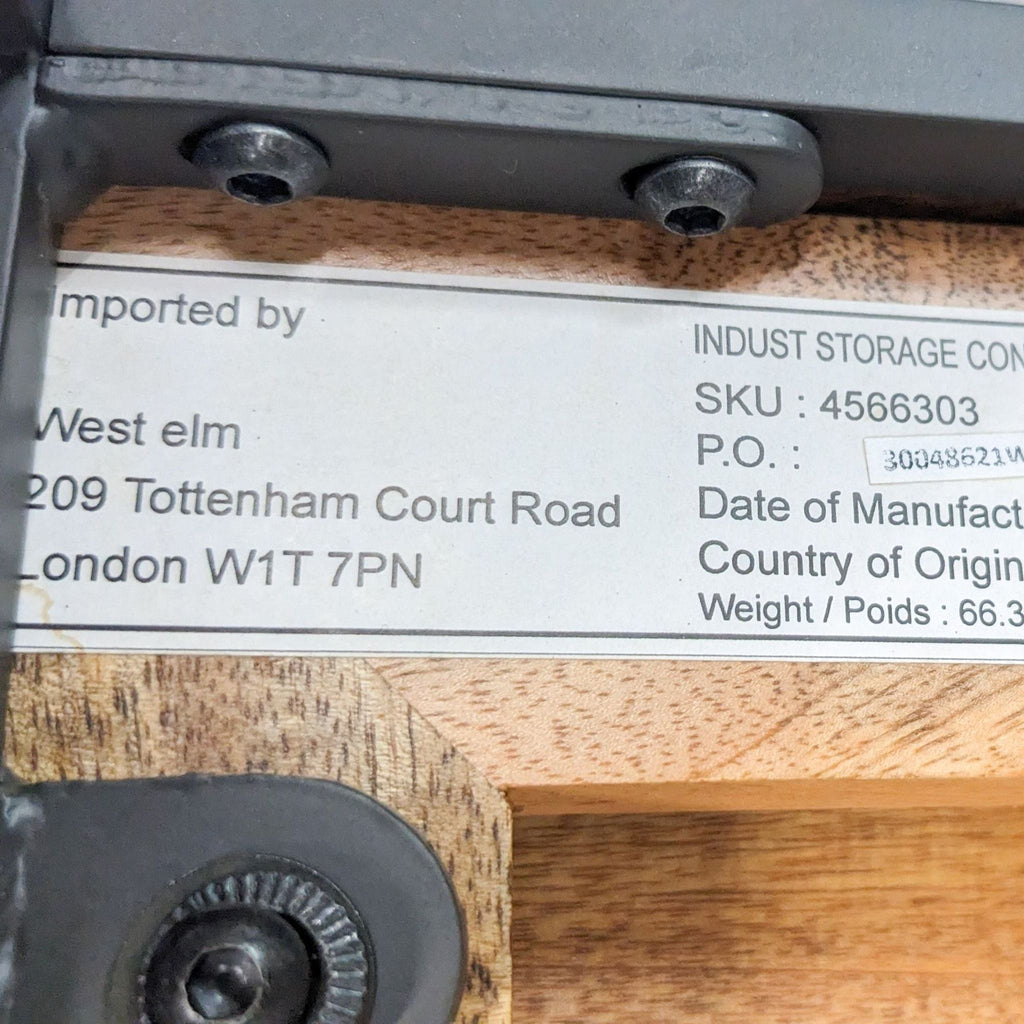 Imported by
West elm
209 Tottenham Court Road
London W1T 7PN
INDUST STORAGE CON
SKU : 4566303
P.O. : 30048621W
Date of Manufact
Country of Origin
Weight / Poids : 66.3